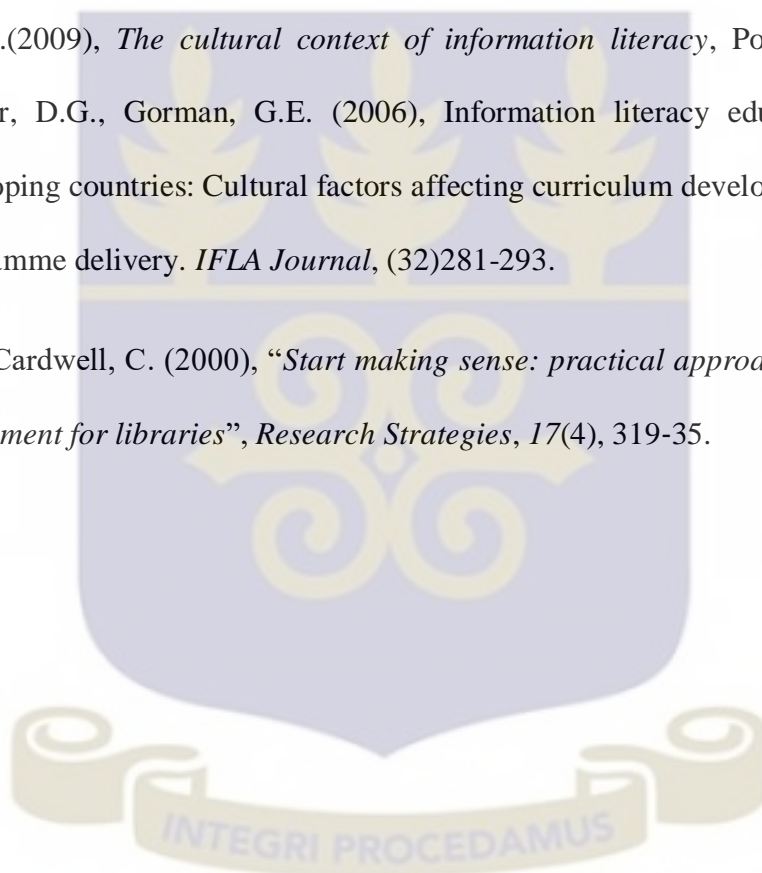 .(2009), The cultural context of information literacy, Po
r, D.G., Gorman, G.E. (2006), Information literacy edu
oping countries: Cultural factors affecting curriculum develo
amme delivery. IFLA Journal, (32)281-293.
Cardwell, C. (2000), “Start making sense: practical approa
ment for libraries”, Research Strategies, 17(4), 319-35.
INTEGRI PROCEDAMUS